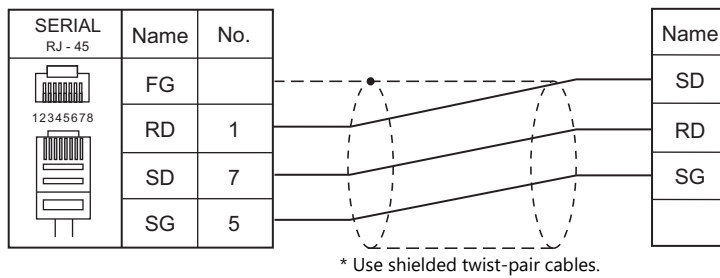 SERIAL
RJ - 45
Name
No.
Name
FG
SD
12345678
RD
1
RD
SD
7
SG
SG
5
* Use shielded twist-pair cables.